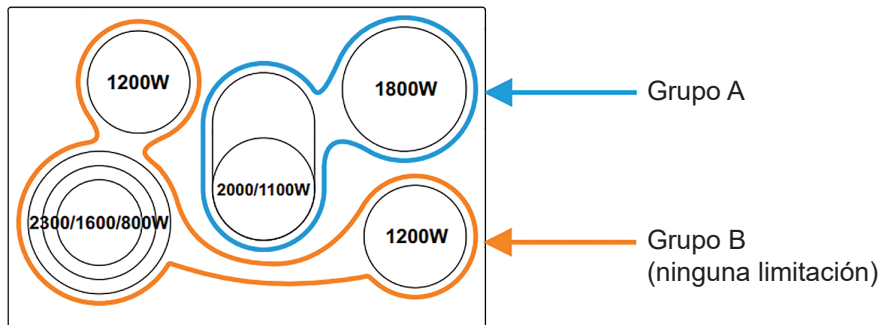 1200W
1800W
Grupo A
2000/1100W
2300/1600/800W
1200W
Grupo B
(ninguna limitación)